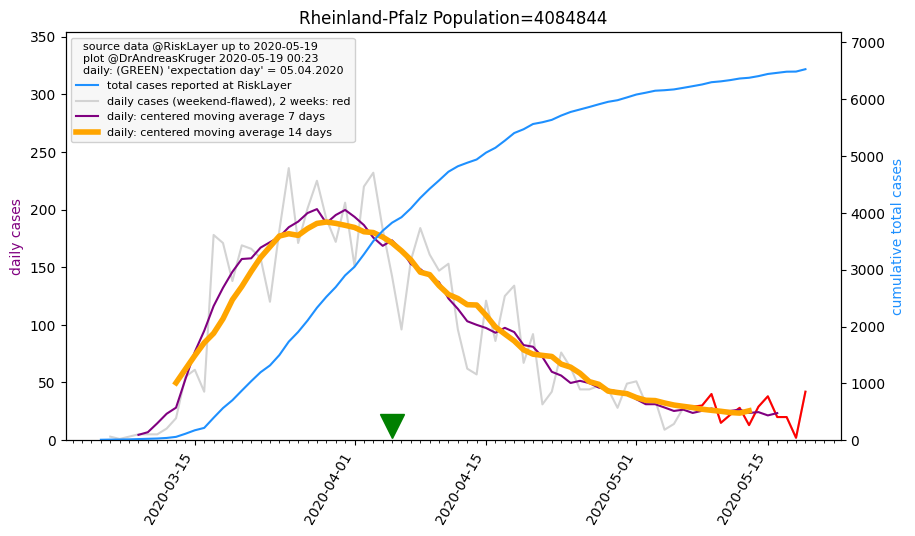 Rheinland-Pfalz Population=4084844
source data @RiskLayer up to 2020-05-19
plot @DrAndreasKruger 2020-05-19 00:23
daily: (GREEN) 'expectation day' = 05.04.2020
total cases reported at RiskLayer
daily cases (weekend-flawed), 2 weeks: red
daily: centered moving average 7 days
daily: centered moving average 14 days
daily cases
350
300
250
200
150
100
50
0
7000
6000
5000
4000
3000
2000
1000
0
cumulative total cases
2020-03-15
2020-04-01
2020-04-15
2020-05-01
2020-05-15